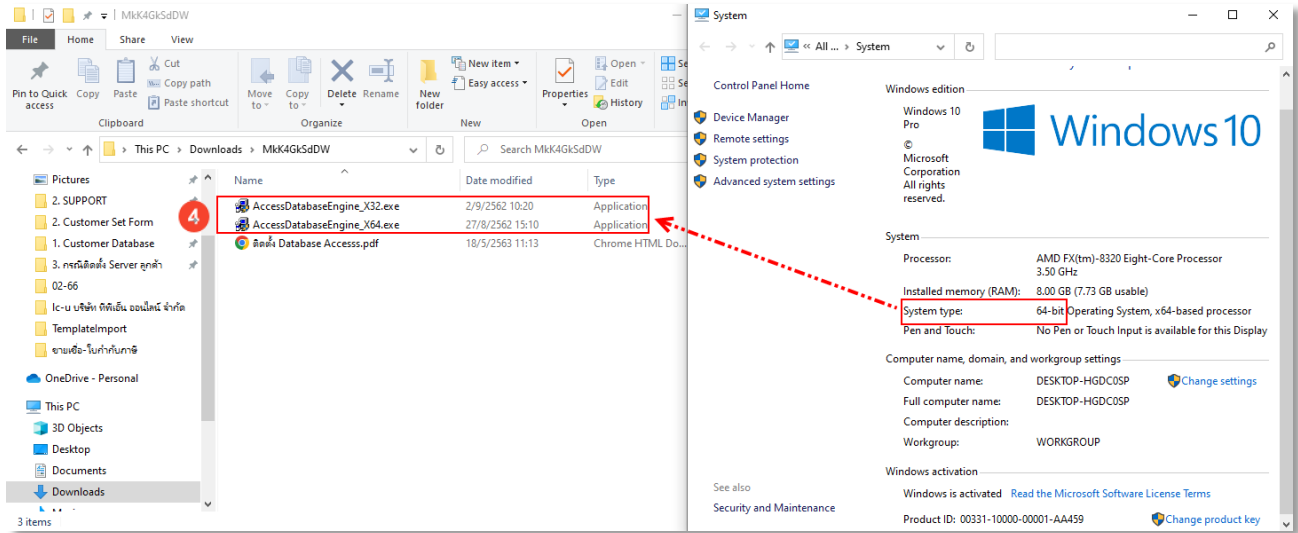 MkK4GkSdDW
File Home Share View
Pin to Quick access
Copy
Paste
Cut
Copy path
Paste shortcut
Clipboard
Move to
Copy to
Delete
Rename
Organize
New folder
New item
Easy access
New
Properties
Open
Edit
History
Open
Se
Se
In
This PC > Downloads > MkK4GkSdDW
Search MkK4GkSdDW
Pictures
2. SUPPORT
2. Customer Set Form
1. Customer Database
3. กรณีติดตั้ง Server ลูกค้า
02-66
Ic-u บริษัท ทีพีเอ็น ออนไลน์ จำกัด
TemplateImport
ขายเชื่อ-ใบกำกับภาษี
OneDrive - Personal
This PC
3D Objects
Desktop
Documents
Downloads
3 items
Name Date modified Type
4
AccessDatabaseEngine_X32.exe 2/9/2562 10:20 Application
AccessDatabaseEngine_X64.exe 27/8/2562 15:10 Application
ติดตั้ง Database Accesss.pdf 18/5/2563 11:13 Chrome HTML Do...
System
« All ... > System
Control Panel Home
Device Manager
Remote settings
System protection
Advanced system settings
See also
Security and Maintenance
Windows edition
Windows 10
Pro
©
Microsoft
Corporation
All rights
reserved.
Windows 10
System
Processor: AMD FX(tm)-8320 Eight-Core Processor
3.50 GHz
Installed memory (RAM): 8.00 GB (7.73 GB usable)
System type: 64-bit Operating System, x64-based processor
Pen and Touch: No Pen or Touch Input is available for this Display
Computer name, domain, and workgroup settings
Computer name: DESKTOP-HGDC0SP Change settings
Full computer name: DESKTOP-HGDC0SP
Computer description:
Workgroup: WORKGROUP
Windows activation
Windows is activated Read the Microsoft Software License Terms
Product ID: 00331-10000-00001-AA459 Change product key